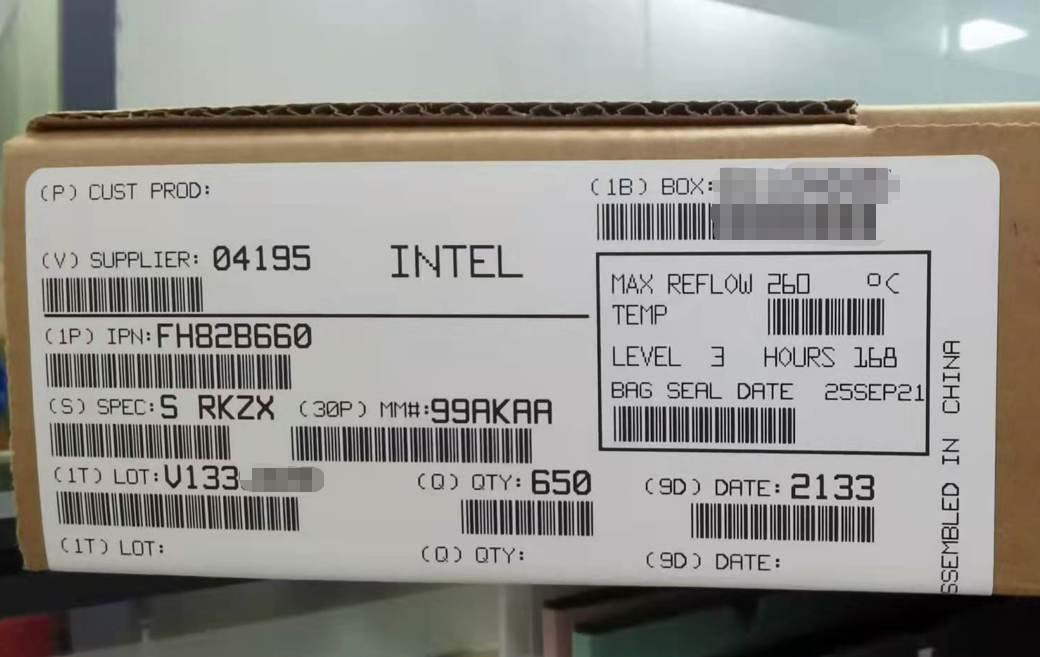 (P) CUST PROD:
(1B) BOX:
(V) SUPPLIER: 04195 INTEL
MAX REFLOW 260 °C
TEMP
(1P) IPN:FH82B660
LEVEL 3 HOURS 168
BAG SEAL DATE 25SEP21
(S) SPEC:S RKZX (30P) MM#:99AKAA
(1T) LOT:V133
(Q) QTY: 650
(9D) DATE: 2133
(1T) LOT:
(Q) QTY:
(9D) DATE:
SSEMBLED IN CHINA